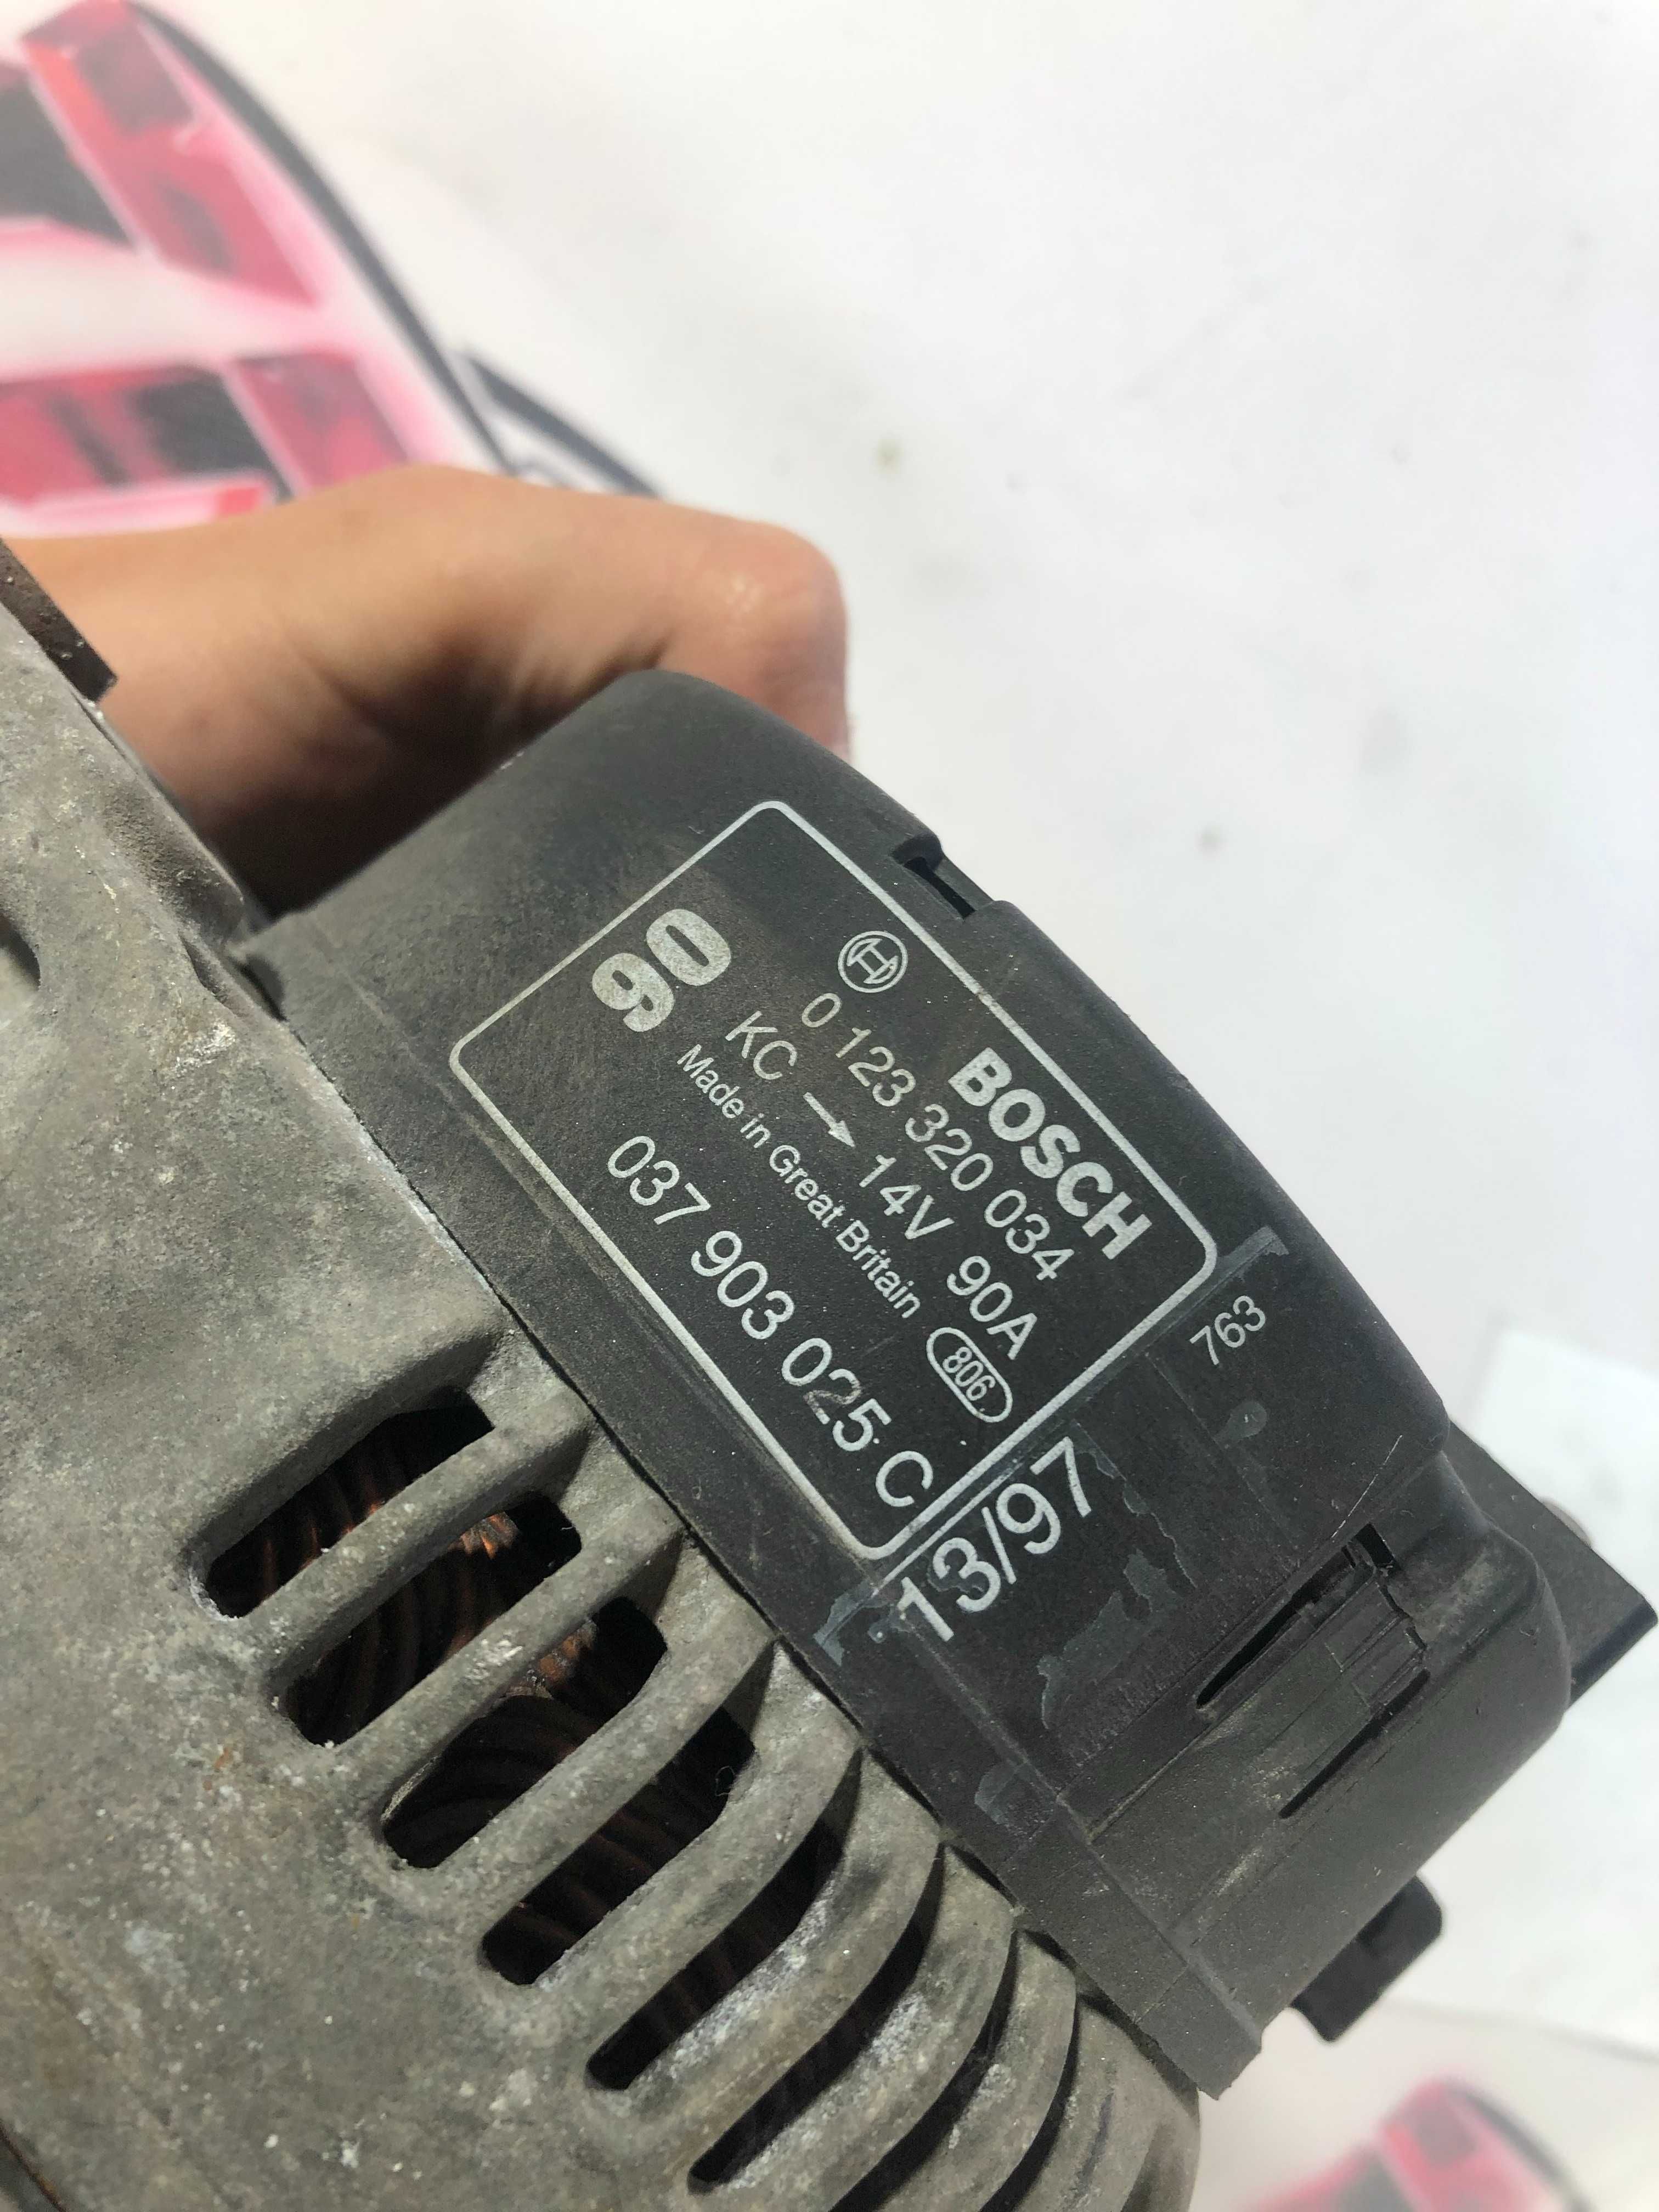 BOSCH
0 123 320 034
KC → 14V 90A
Made in Great Britain 806
037 903 025 C
90
763
13/97